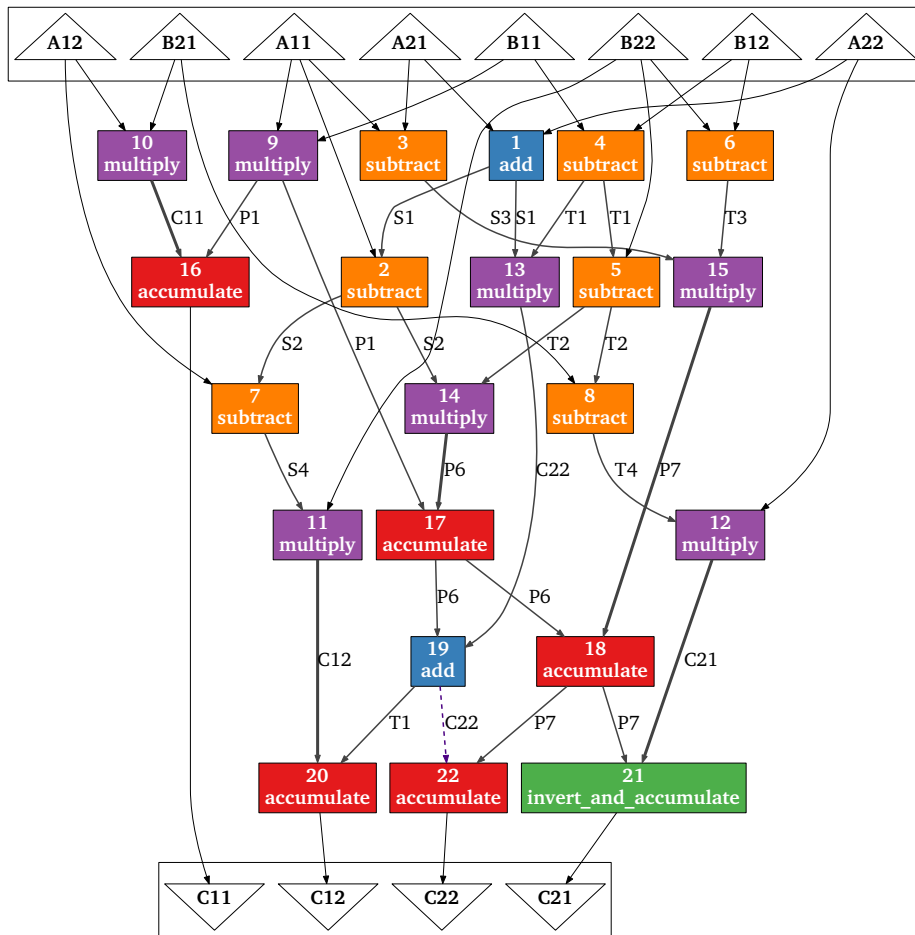 A12 B21 A11 A21 B11 B22 B12 A22
10 9 3 1 4 6
multiply multiply subtract add subtract subtract
C11 P1 S1 S3 S1 T1 T1 T3
16 2 13 5 15
accumulate subtract multiply subtract multiply
S2 P1 S2 T2 T2
7 14 8
subtract multiply subtract
S4 P6 C22 T4 P7
11 17 12
multiply accumulate multiply
P6 P6
19 18
add accumulate
C12 C21
T1 C22 P7 P7
20 22 21
accumulate accumulate invert_and_accumulate
C11 C12 C22 C21